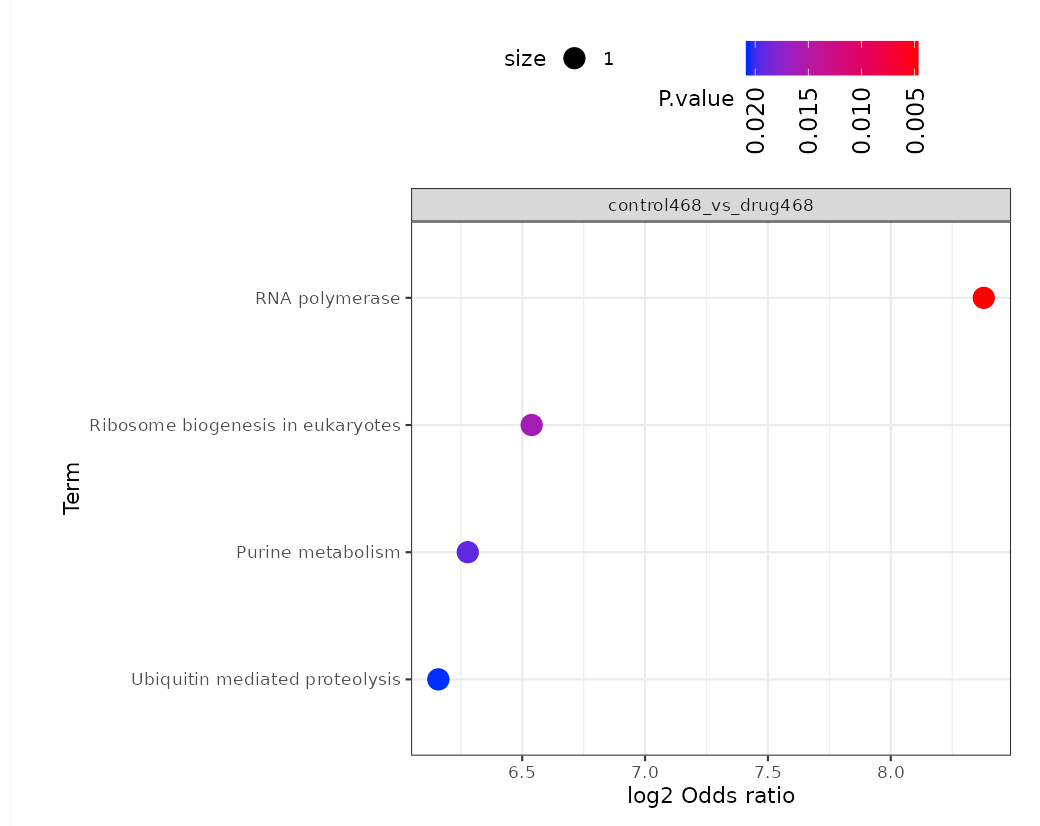 size 1
P.value
0.020 0.015 0.010 0.005
control468_vs_drug468
RNA polymerase
Ribosome biogenesis in eukaryotes
Purine metabolism
Ubiquitin mediated proteolysis
Term
6.5 7.0 7.5 8.0
log2 Odds ratio